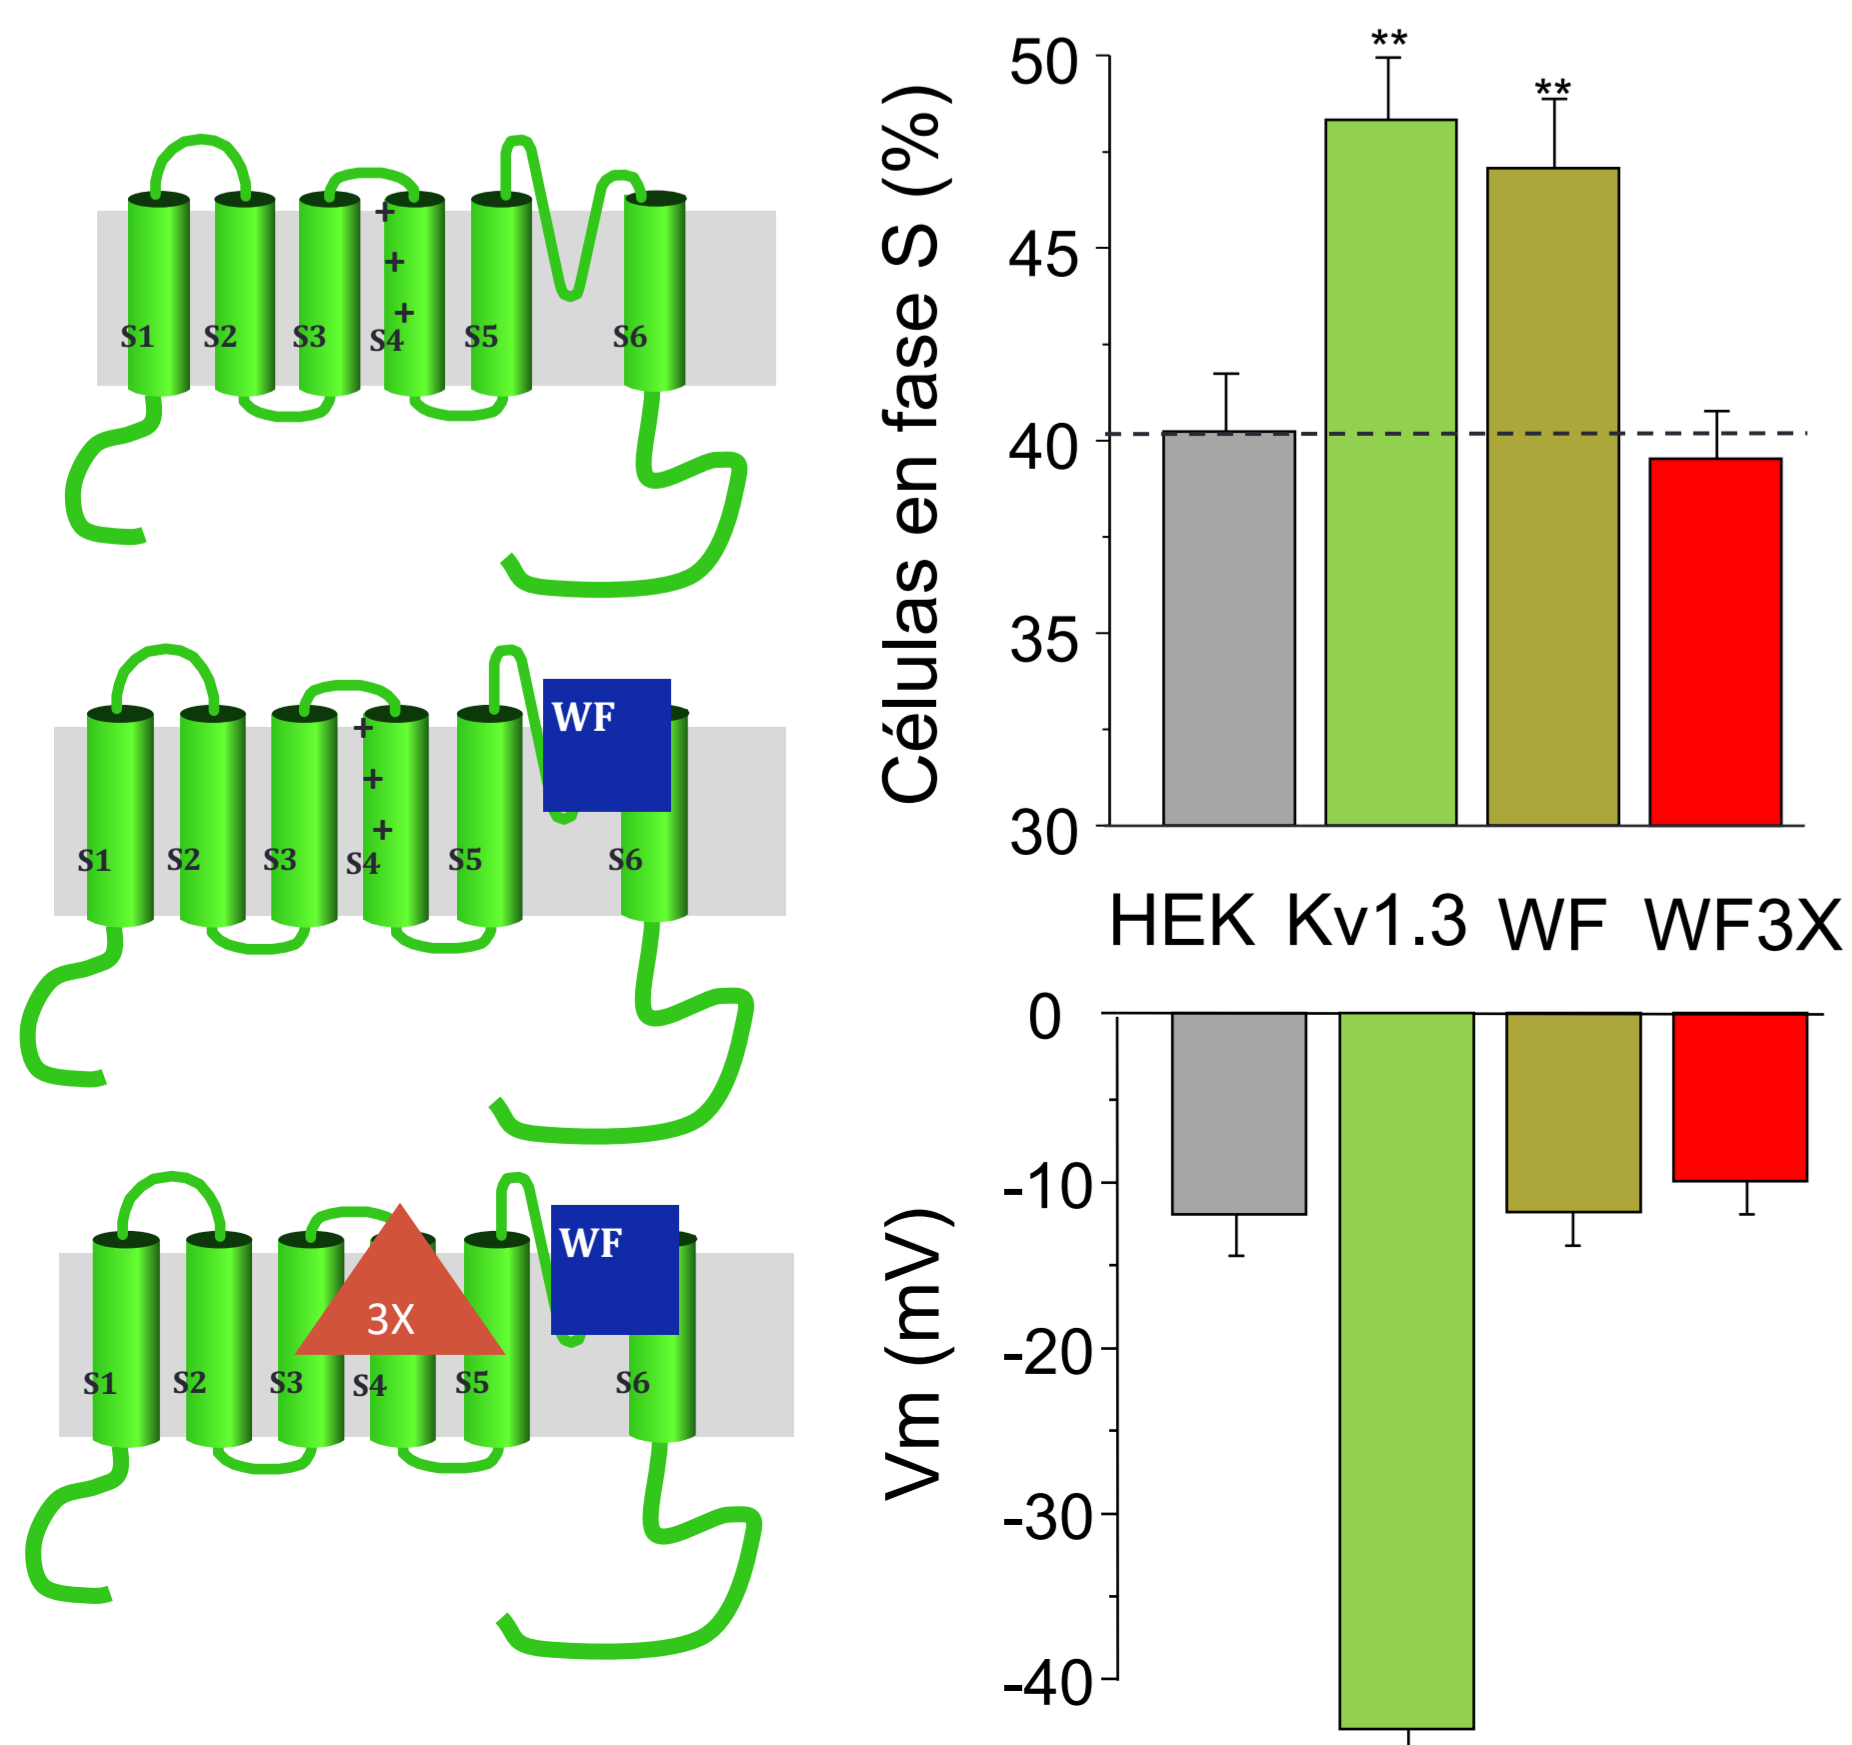 +
+
+
S1 S2 S3 S4 S5 S6
WF
+
+
+
S1 S2 S3 S4 S5 S6
WF
3X
S1 S2 S3 S4 S5 S6
Células en fase S (%)
50
45
40
35
30
**
**
HEK Kv1.3 WF WF3X
Vm (mV)
0
-10
-20
-30
-40